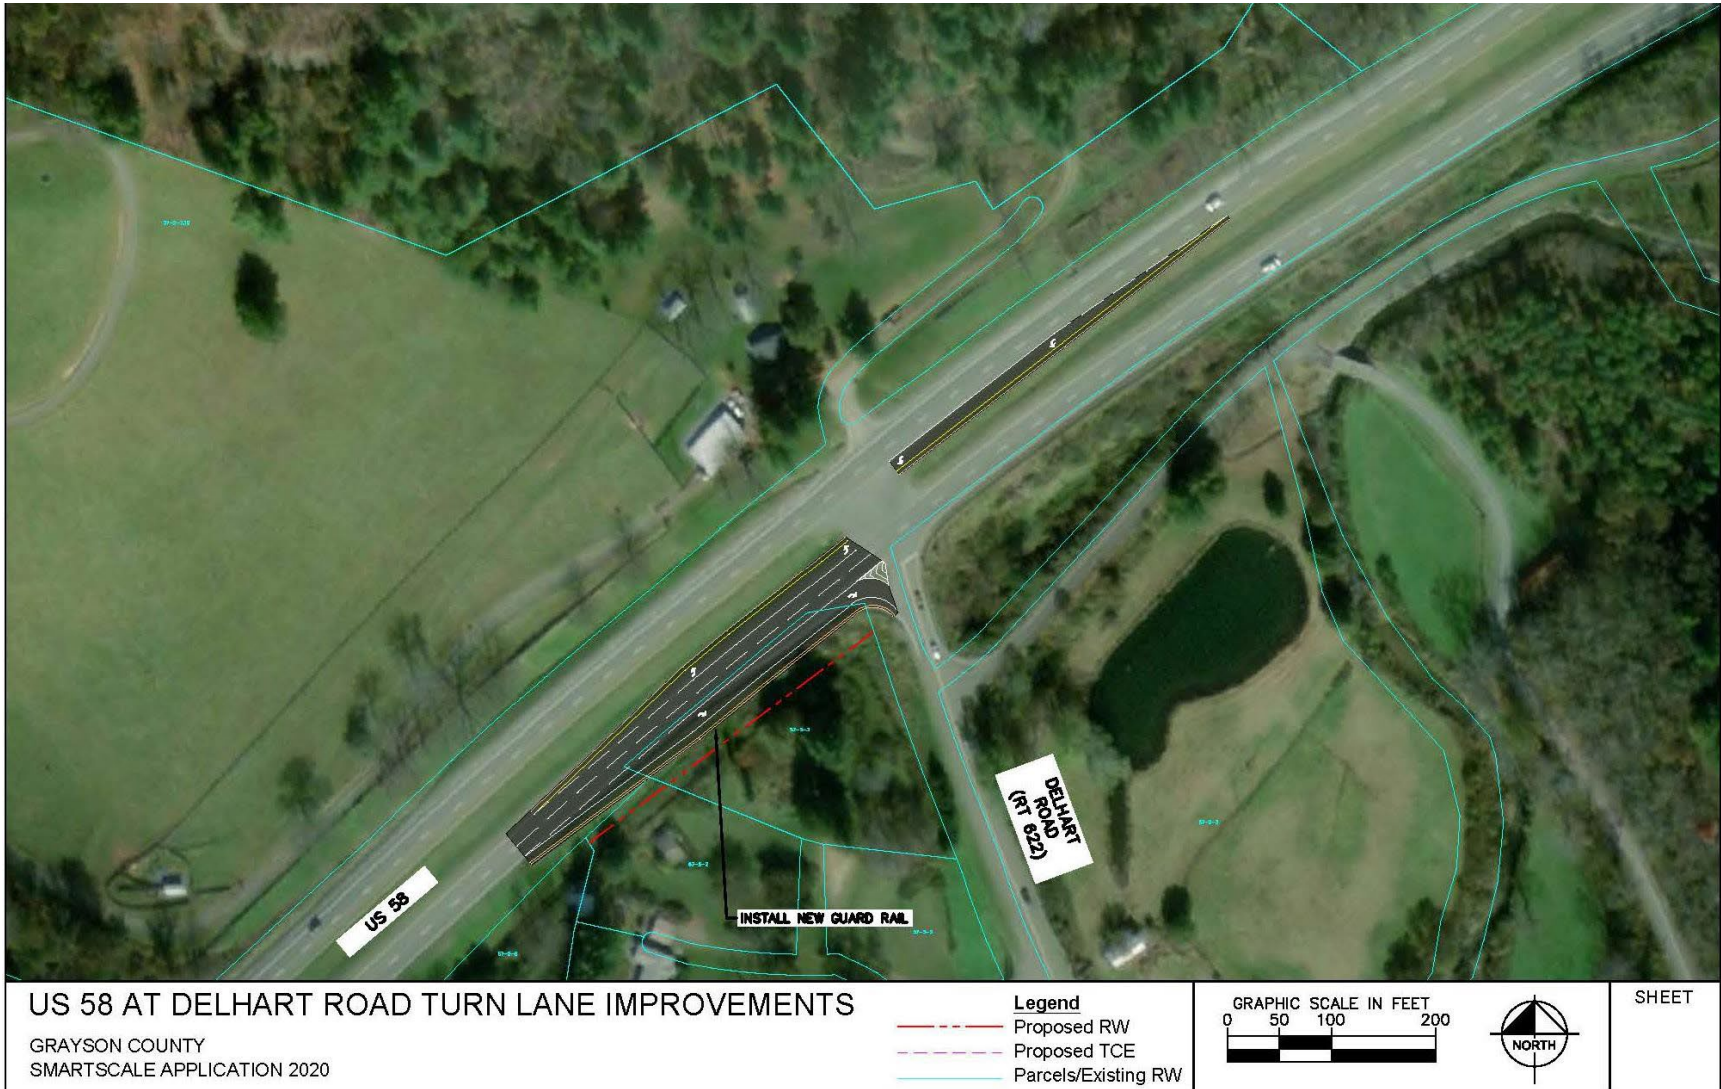 US 58
DELHART
ROAD
(RT 622)
INSTALL NEW GUARD RAIL
US 58 AT DELHART ROAD TURN LANE IMPROVEMENTS
GRAYSON COUNTY
SMARTSCALE APPLICATION 2020
Legend
Proposed RW
Proposed TCE
Parcels/Existing RW
GRAPHIC SCALE IN FEET
0 50 100 200
NORTH
SHEET